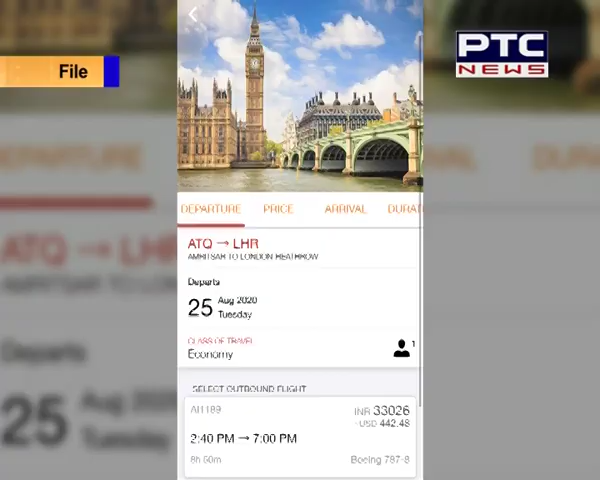 File
PTC
NEWS
DEPARTURE PRICE ARRIVAL DURAT
ATQ → LHR
AMRITSAR TO LONDON HEATHROW
Departs
25 Aug 2020
Tuesday
CLASS OF TRAVEL
Economy
1
SELECT OUTBOUND FLIGHT
AI1189
INR 33026
- USD 442.48
2:40 PM → 7:00 PM
8h 50m
Boeing 787-8